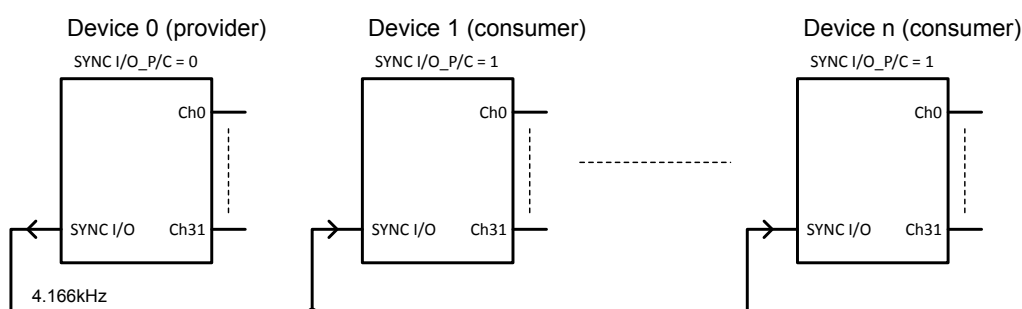 Device 0 (provider)
SYNC I/O_P/C = 0
Ch0
SYNC I/O
Ch31
4.166kHz
Device 1 (consumer)
SYNC I/O_P/C = 1
Ch0
SYNC I/O
Ch31
Device n (consumer)
SYNC I/O_P/C = 1
Ch0
SYNC I/O
Ch31